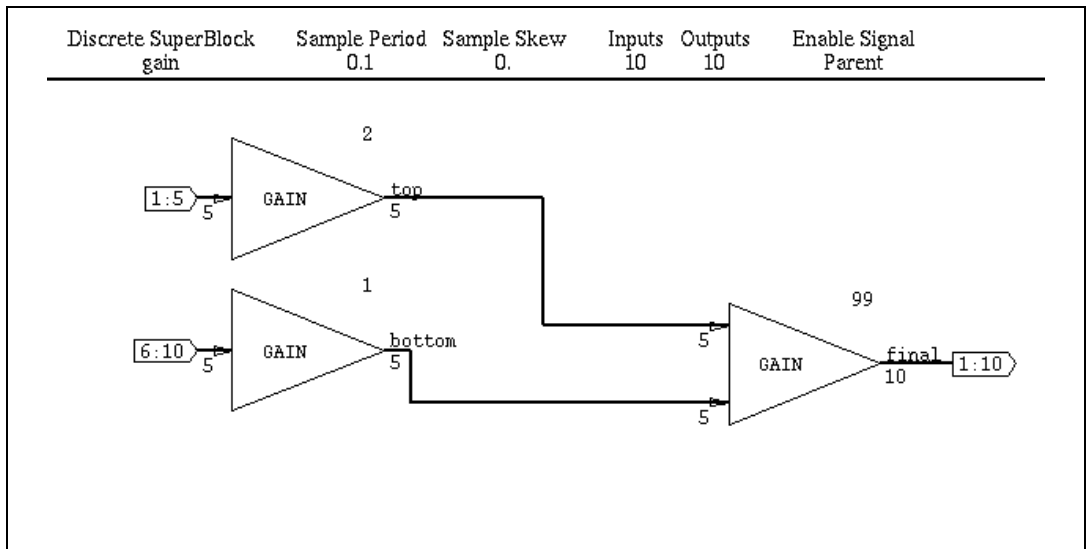 Discrete SuperBlock Sample Period Sample Skew Inputs Outputs Enable Signal
gain 0.1 0. 10 10 Parent
2
1:5 5 GAIN top
5
1
6:10 5 GAIN bottom
5
99
5
GAIN final 1:10
10
5